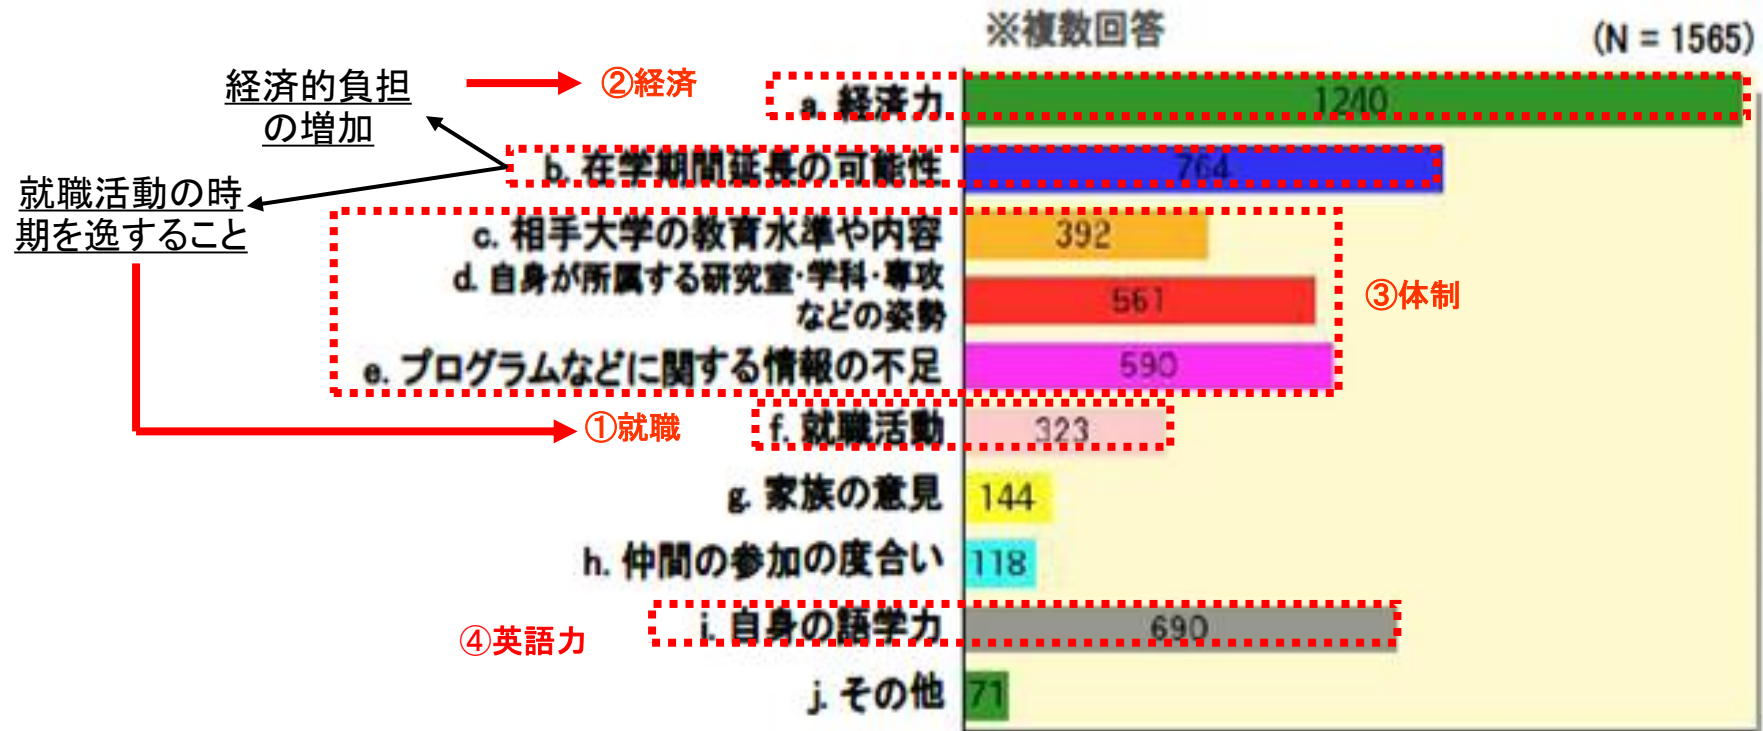 ※複数回答
(N = 1565)
経済的負担
の増加
②経済
a. 経済力
1240
b. 在学期間延長の可能性
764
就職活動の時
期を逸すること
c. 相手大学の教育水準や内容
392
d. 自身が所属する研究室・学科・専攻
などの姿勢
561
③体制
e. プログラムなどに関する情報の不足
590
①就職
f. 就職活動
323
g. 家族の意見
144
h. 仲間の参加の度合い
118
④英語力
i. 自身の語学力
690
j. その他
71